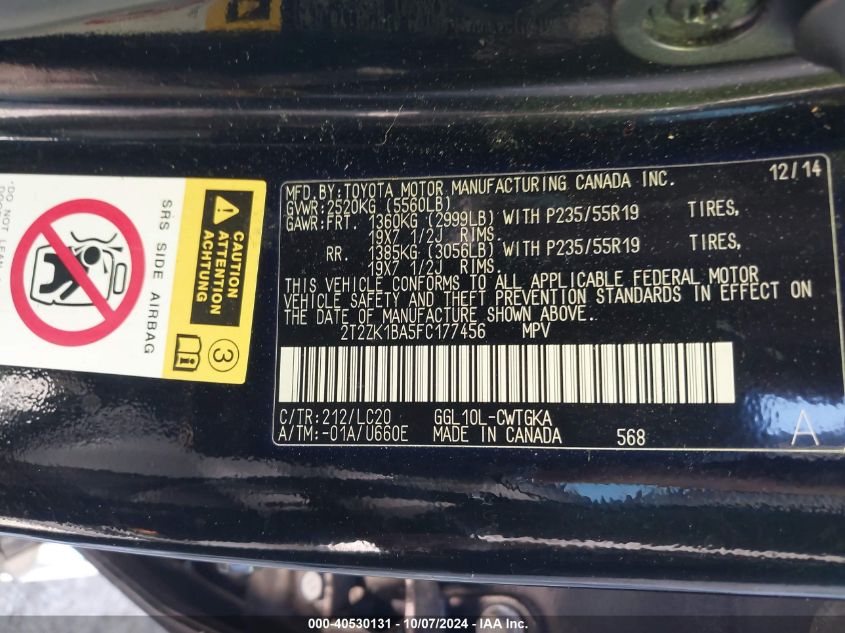 MFD.BY:TOYOTA MOTOR MANUFACTURING CANADA INC. 12/14
GVWR:2520KG (5560LB)
GAWR:FRT. 1360KG (2999LB) WITH P235/55R19 TIRES,
19X7 1/2J RIMS.
RR. 1385KG (3056LB) WITH P235/55R19 TIRES,
19X7 1/2J RIMS.
THIS VEHICLE CONFORMS TO ALL APPLICABLE FEDERAL MOTOR
VEHICLE SAFETY AND THEFT PREVENTION STANDARDS IN EFFECT ON
THE DATE OF MANUFACTURE SHOWN ABOVE.
2T2ZK1BA5FC177456 MPV
C/TR:212/LC20 GGL10L-CWTGKA
A/TM:-01A/U660E MADE IN CANADA 568 A
CAUTION
ATTENTION
ACHTUNG
3
SRS SIDE AIRBAG
DO NOT LEAN
000-40530131 - 10/07/2024 - IAA Inc.